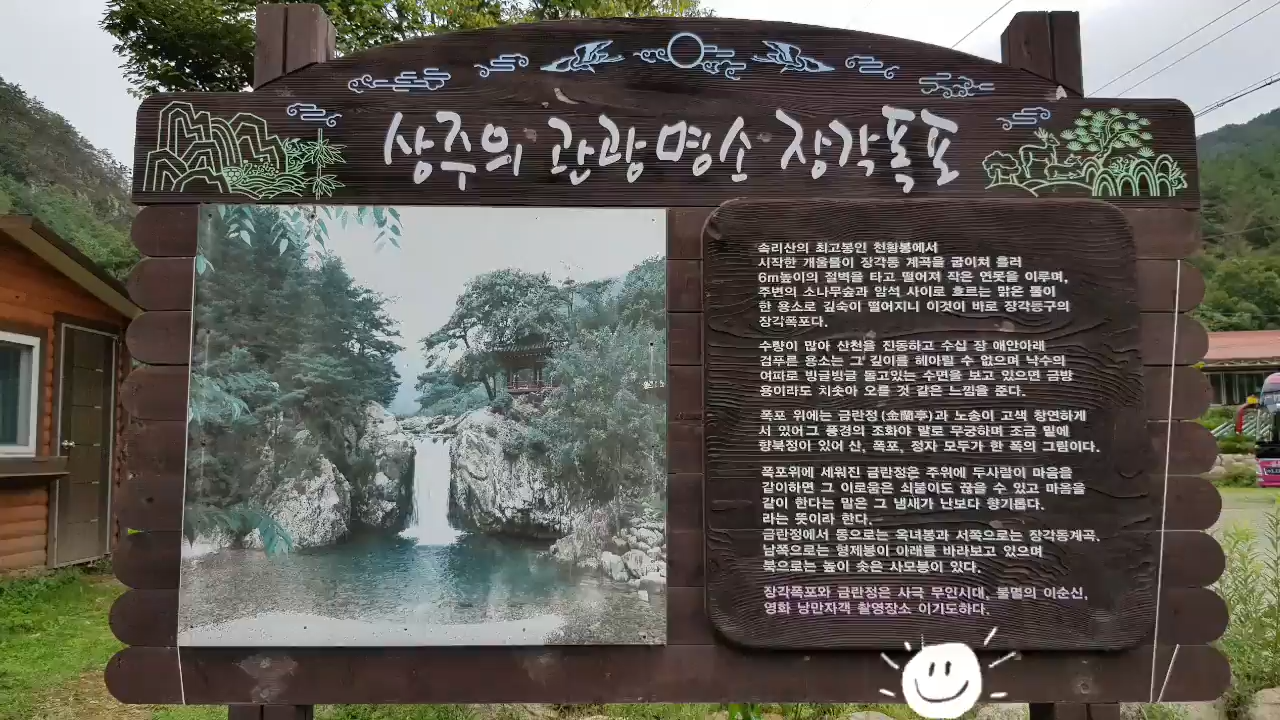 상주의 관광명소 장각폭포
속리산의 최고봉인 천황봉에서
시작한 개울물이 장각동 계곡을 굽이쳐 흘러
6m높이의 절벽을 타고 떨어져 작은 연못을 이루며,
주변의 소나무숲과 암석 사이로 흐르는 맑은 물이
한 용소로 깊숙이 떨어지니 이것이 바로 장각동구의
장각폭포다.
수량이 많아 산천을 진동하고 수십 장 애안아래
검푸른 용소는 그 깊이를 헤아릴 수 없으며 낙수의
여파로 빙글빙글 돌고있는 수면을 보고 있으면 금방
용이라도 치솟아 오를 것 같은 느낌을 준다.
폭포 위에는 금란정(金蘭亭)과 노송이 고색 창연하게
서 있어그 풍경의 조화야 말로 무궁하며 조금 밑에
향북정이 있어 산, 폭포, 정자 모두가 한 폭의 그림이다.
폭포위에 세워진 금란정은 주위에 두사람이 마음을
같이하면 그 이로움은 쇠붙이도 끊을 수 있고 마음을
같이 한다는 말은 그 냄새가 난보다 향기롭다.
라는 뜻이라 한다.
금란정에서 동으로는 옥녀봉과 서쪽으로는 장각동계곡.
남쪽으로는 형제봉이 아래를 바라보고 있으며
북으로는 높이 솟은 사모봉이 있다.
장각폭포와 금란정은 사극 무인시대, 불멸의 이순신,
영화 낭만자객 촬영장소 이기도하다.